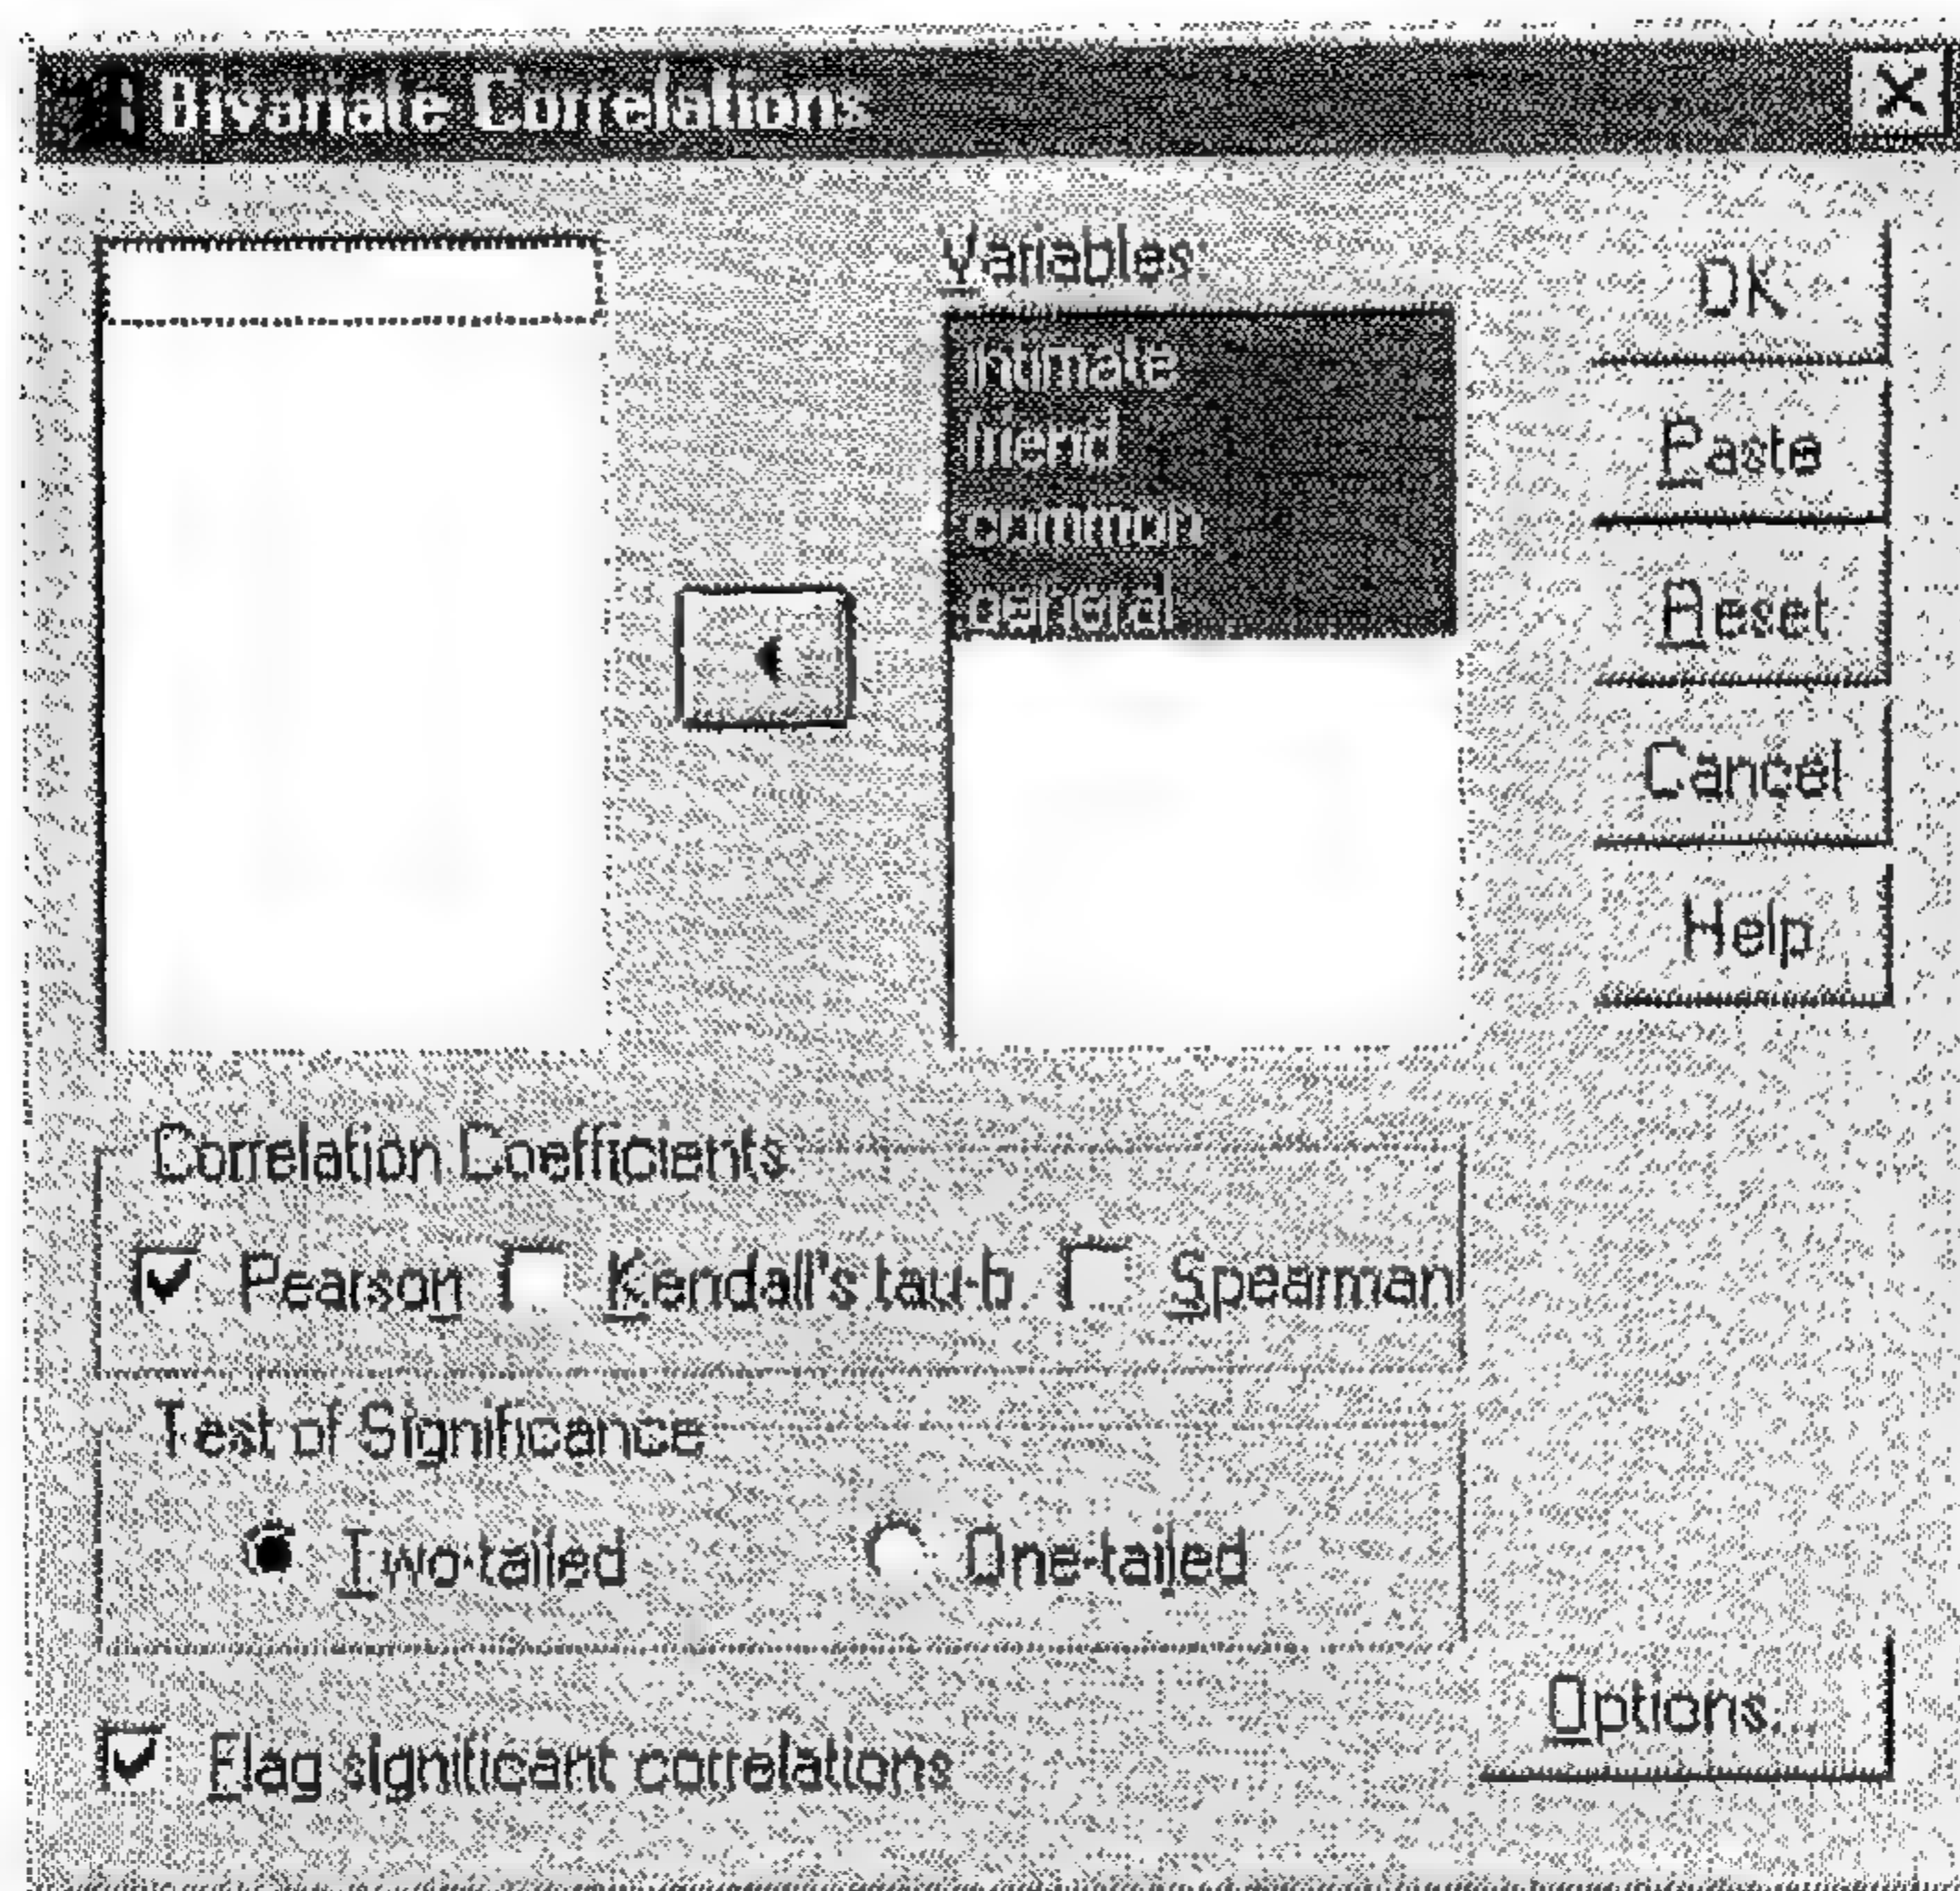 Bivariate Correlations
Variables:
intimate
friend
common
general
OK
Paste
Reset
Cancel
Help
Correlation Coefficients
Pearson Kendall's tau-b Spearman
Test of Significance
Two-tailed One-tailed
Flag significant correlations
Options...